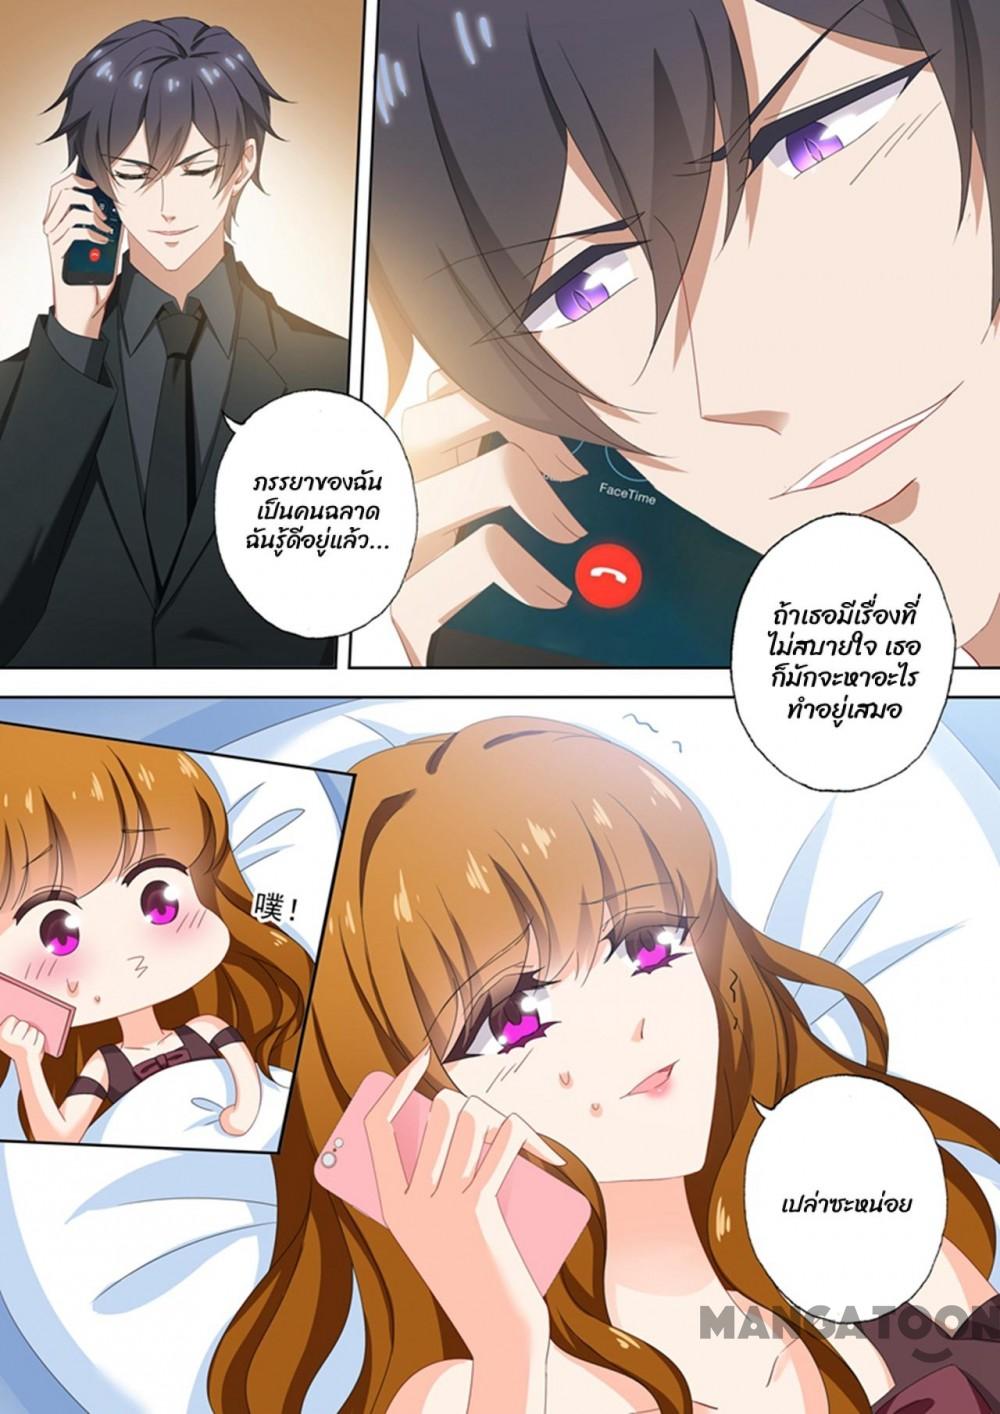 ภรรยาของฉัน
เป็นคนฉลาด
ฉันรู้ดีอยู่แล้ว...
FaceTime
ถ้าเธอมีเรื่องที่
ไม่สบายใจ เธอ
ก็มักจะหาอะไร
ทำอยู่เสมอ
噗！
เปล่าซะหน่อย
MANGATOON